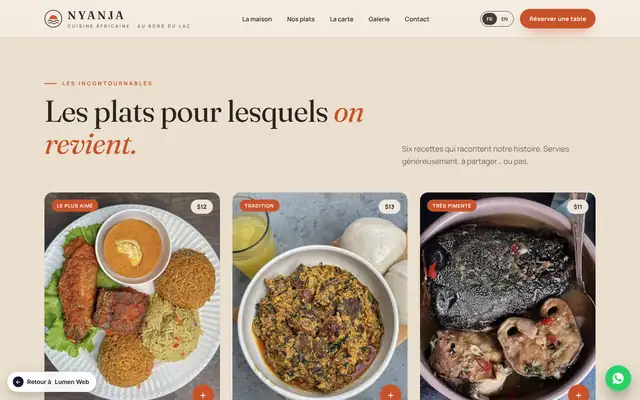 NYANJA
CUISINE AFRICAINE · AU BORD DU LAC
La maison
Nos plats
La carte
Galerie
Contact
FR
EN
Réserver une table
LES INCONTOURNABLES
Les plats pour lesquels on
revient.
Six recettes qui racontent notre histoire. Servies
généreusement, à partager… ou pas.
LE PLUS AIMÉ
$12
TRADITION
$13
TRÈS PIMENTÉ
$11
+
+
+
Retour à Lumen Web